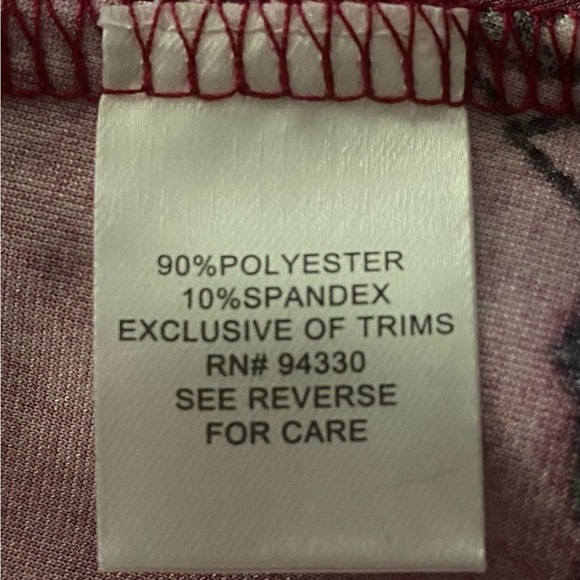 90%POLYESTER
10%SPANDEX
EXCLUSIVE OF TRIMS
RN# 94330
SEE REVERSE
FOR CARE